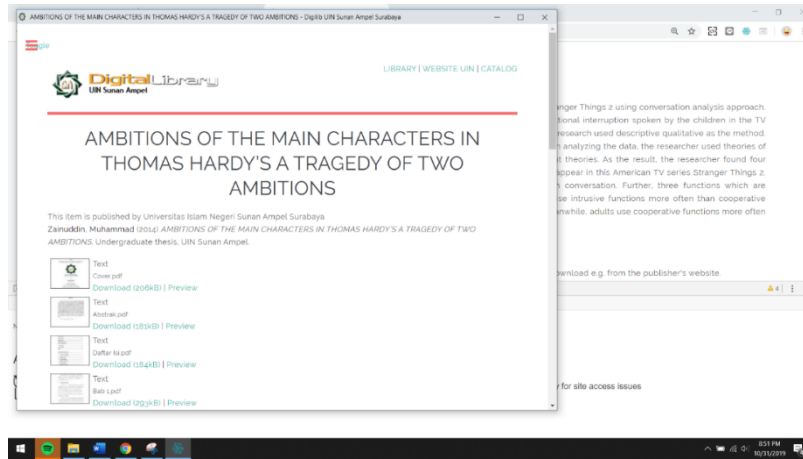 AMBITIONS OF THE MAIN CHARACTERS IN THOMAS HARDY'S A TRAGEDY OF TWO AMBITIONS - Digilib UIN Sunan Ampel Surabaya
LIBRARY | WEBSITE UIN | CATALOG
Digital Library
UIN Sunan Ampel
AMBITIONS OF THE MAIN CHARACTERS IN
THOMAS HARDY'S A TRAGEDY OF TWO
AMBITIONS
This item is published by Universitas Islam Negeri Sunan Ampel Surabaya
Zainuddin, Muhammad (2014) AMBITIONS OF THE MAIN CHARACTERS IN THOMAS HARDY'S A TRAGEDY OF TWO
AMBITIONS. Undergraduate thesis, UIN Sunan Ampel.
Text
Cover.pdf
Download (206kB) | Preview
Text
Abstrak.pdf
Download (181kB) | Preview
Text
Daftar Isi.pdf
Download (184kB) | Preview
Text
Bab 1.pdf
Download (293kB) | Preview
anger Things 2 using conversation analysis approach.
tional interruption spoken by the children in the TV
research used descriptive qualitative as the method.
n analyzing the data, the researcher used theories of
t theories. As the result, the researcher found four
appear in this American TV series Stranger Things 2.
n conversation. Further, three functions which are
se intrusive functions more often than cooperative
anwhile, adults use cooperative functions more often
ownload e.g. from the publisher's website.
4
y for site access issues
8:51 PM
10/31/2019